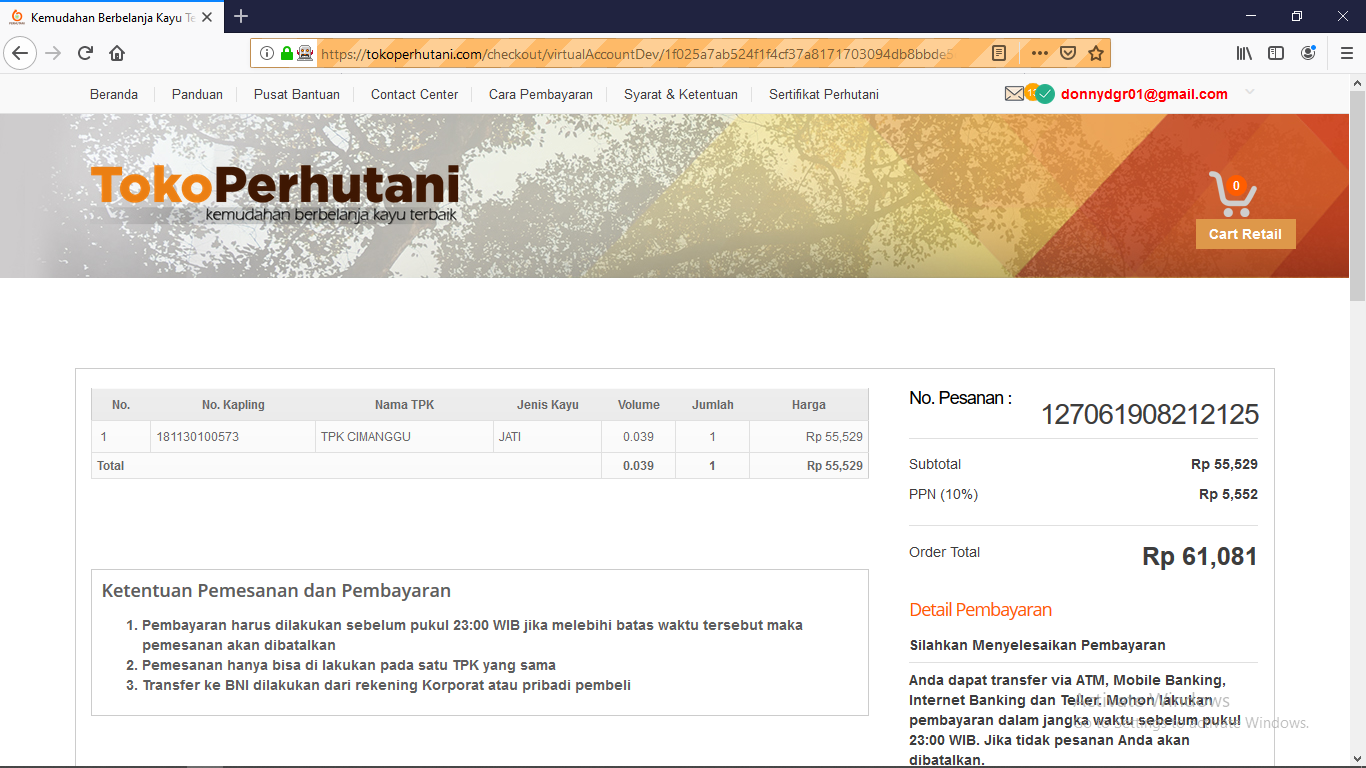 Kemudahan Berbelanja Kayu Te
https://tokoperhutani.com/checkout/virtualAccountDev/1f025a7ab524f1f4cf37a8171703094db8bbde5
Beranda Panduan Pusat Bantuan Contact Center Cara Pembayaran Syarat & Ketentuan Sertifikat Perhutani donnydgr01@gmail.com
TokoPerhutani
kemudahan berbelanja kayu terbaik
0
Cart Retail
No. No. Kapling Nama TPK Jenis Kayu Volume Jumlah Harga
1 181130100573 TPK CIMANGGU JATI 0.039 1 Rp 55,529
Total 0.039 1 Rp 55,529
Ketentuan Pemesanan dan Pembayaran
1. Pembayaran harus dilakukan sebelum pukul 23:00 WIB jika melebihi batas waktu tersebut maka
pemesanan akan dibatalkan
2. Pemesanan hanya bisa di lakukan pada satu TPK yang sama
3. Transfer ke BNI dilakukan dari rekening Korporat atau pribadi pembeli
No. Pesanan :
127061908212125
Subtotal Rp 55,529
PPN (10%) Rp 5,552
Order Total Rp 61,081
Detail Pembayaran
Silahkan Menyelesaikan Pembayaran
Anda dapat transfer via ATM, Mobile Banking,
Internet Banking dan Teller. Mohon lakukan
pembayaran dalam jangka waktu sebelum pukul
23:00 WIB. Jika tidak pesanan Anda akan
dibatalkan.
Activate Windows
Go to Settings to activate Windows.